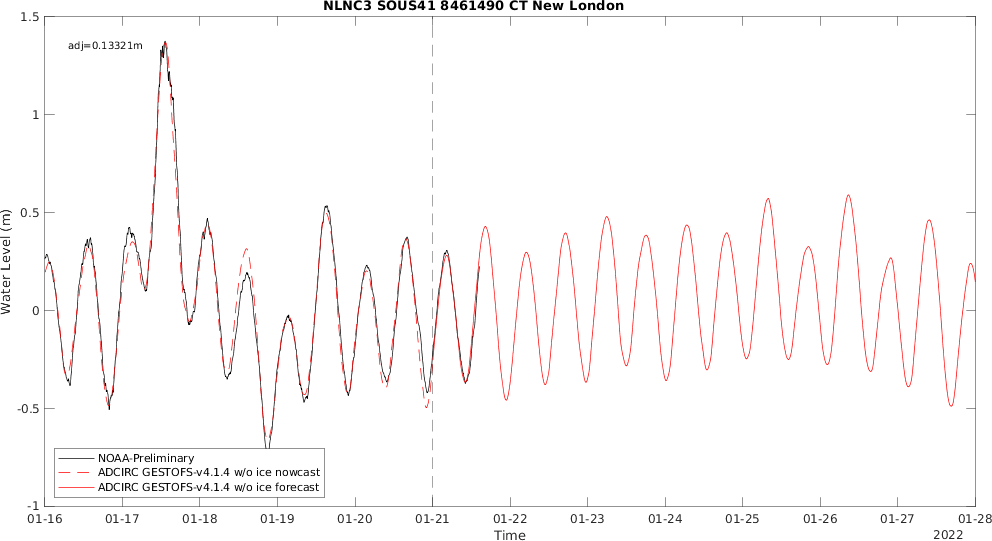 NLNC3 SOUS41 8461490 CT New London
adj=0.13321m
1.5
1
0.5
0
-0.5
-1
Water Level (m)
NOAA-Preliminary
ADCIRC GESTOFS-v4.1.4 w/o ice nowcast
ADCIRC GESTOFS-v4.1.4 w/o ice forecast
01-16 01-17 01-18 01-19 01-20 01-21 01-22 01-23 01-24 01-25 01-26 01-27 01-28
Time
2022